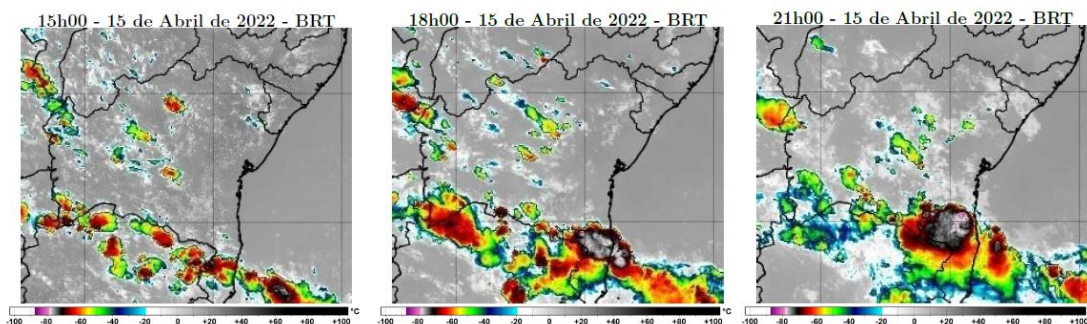 15h00 - 15 de Abril de 2022 - BRT
18h00 - 15 de Abril de 2022 - BRT
21h00 - 15 de Abril de 2022 - BRT
-100 -80 -60 -40 -20 0 +20 +40 +60 +80 +100 °C
-100 -80 -60 -40 -20 0 +20 +40 +60 +80 +100 °C
-100 -80 -60 -40 -20 0 +20 +40 +60 +80 +100 °C